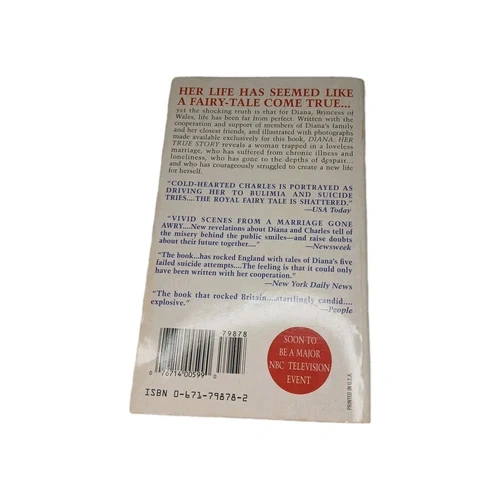 HER LIFE HAS SEEMED LIKE
A FAIRY-TALE COME TRUE...
yet the shocking truth is that for Diana, Princess of
Wales, life has been far from perfect. Written with the
cooperation and support of members of Diana's family
and her closest friends, and illustrated with photographs
made available exclusively for this book, DIANA: HER
TRUE STORY reveals a woman trapped in a loveless
marriage, who has suffered from chronic illness and
loneliness, who has gone to the depths of despair...
and who has courageously struggled to create a new life
for herself.
"COLD-HEARTED CHARLES IS PORTRAYED AS
DRIVING HER TO BULIMIA AND SUICIDE
TRIES....THE ROYAL FAIRY TALE IS SHATTERED."
—USA Today
"VIVID SCENES FROM A MARRIAGE GONE
AWRY....New revelations about Diana and Charles tell of
the misery behind the public smiles—and raise doubts
about their future together...."
—Newsweek
"The book...has rocked England with tales of Diana's five
failed suicide attempts....The feeling is that it could only
have been written with her cooperation."
—New York Daily News
"The book that rocked Britain....startlingly candid....
explosive."
—People
79878
0 76714 00599 0
ISBN 0-671-79878-2
SOON TO
BE A MAJOR
NBC TELEVISION
EVENT
PRINTED IN U.S.A.